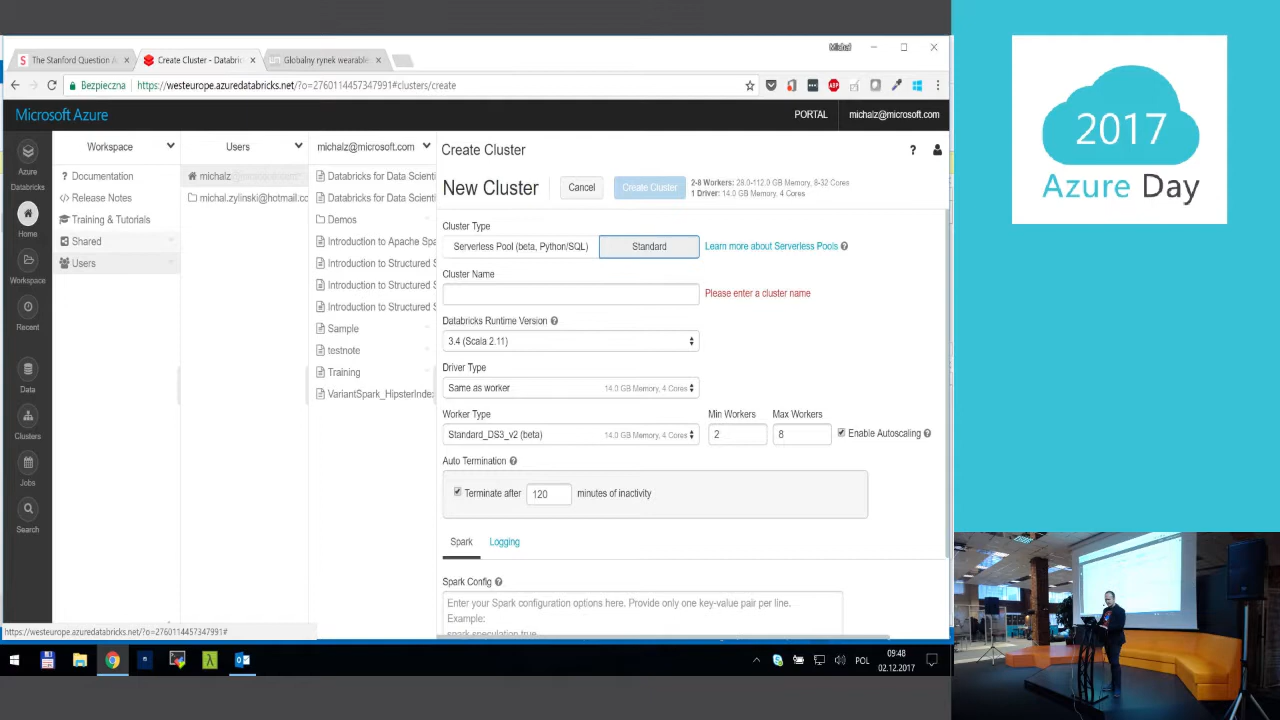 The Stanford Question A
Create Cluster - Databri
Globalny rynek wearable
Michał
Bezpieczna
https://westeurope.azuredatabricks.net/?o=2760114457347991#clusters/create
Microsoft Azure
PORTAL
michalz@microsoft.com
Azure Databricks
Home
Workspace
Recent
Data
Clusters
Jobs
Search
Workspace
Documentation
Release Notes
Training & Tutorials
Shared
Users
Users
michalz
michal.zylinski@hotmail.cc
michalz@microsoft.com
Databricks for Data Scienti
Databricks for Data Scienti
Demos
Introduction to Apache Spa
Introduction to Structured S
Introduction to Structured S
Introduction to Structured S
Sample
testnote
Training
VariantSpark_HipsterIndex
Create Cluster
?
New Cluster
Cancel
Create Cluster
2-8 Workers: 28.0-112.0 GB Memory, 8-32 Cores
1 Driver: 14.0 GB Memory, 4 Cores
Cluster Type
Serverless Pool (beta, Python/SQL)
Standard
Learn more about Serverless Pools ?
Cluster Name
Please enter a cluster name
Databricks Runtime Version ?
3.4 (Scala 2.11)
Driver Type
Same as worker 14.0 GB Memory, 4 Cores
Worker Type
Min Workers
Max Workers
Standard_DS3_v2 (beta) 14.0 GB Memory, 4 Cores
2
8
Enable Autoscaling ?
Auto Termination ?
Terminate after 120 minutes of inactivity
Spark
Logging
Spark Config ?
Enter your Spark configuration options here. Provide only one key-value pair per line.
Example:
spark.speculation true
https://westeurope.azuredatabricks.net/?o=2760114457347991#
POL
09:48
02.12.2017
2017
Azure Day